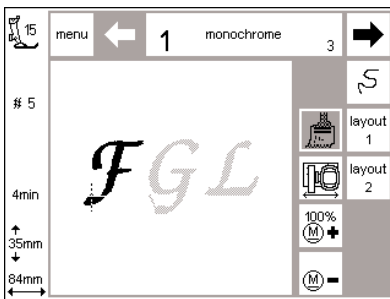 15
menu
1
monochrome
3
# 5
layout
1
layout
2
4min
35mm
84mm
FGL
100%
M +
M -